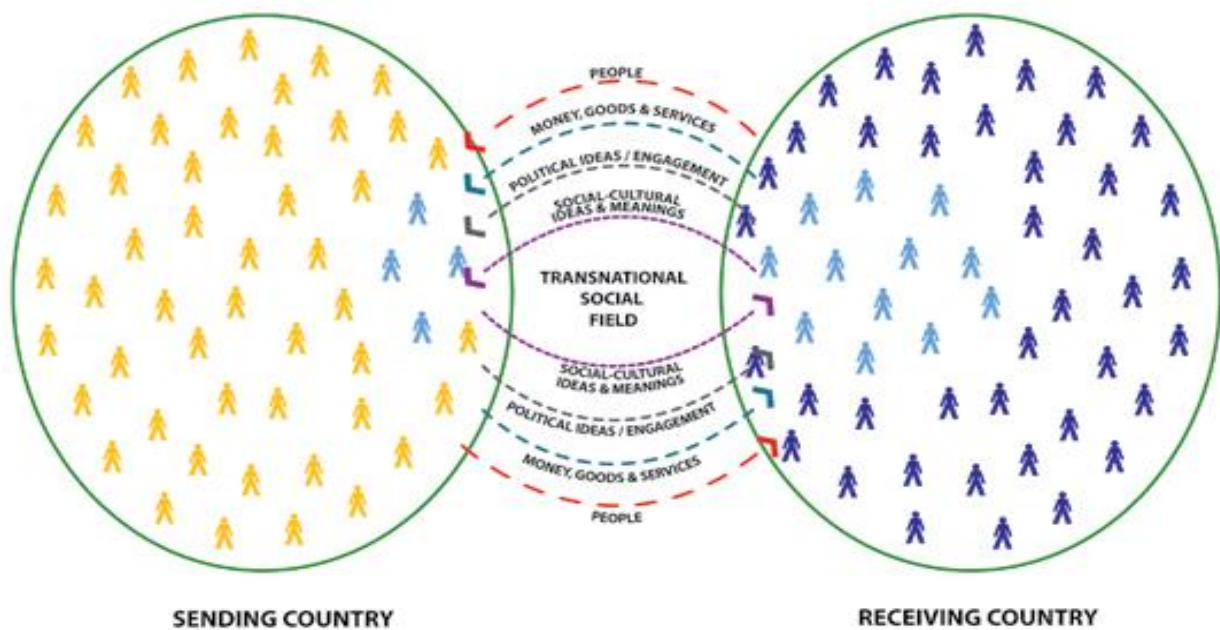 PEOPLE
MONEY, GOODS & SERVICES
POLITICAL IDEAS / ENGAGEMENT
SOCIAL-CULTURAL
IDEAS & MEANINGS
TRANSNATIONAL
SOCIAL
FIELD
SOCIAL-CULTURAL
IDEAS & MEANINGS
POLITICAL IDEAS / ENGAGEMENT
MONEY, GOODS & SERVICES
PEOPLE
SENDING COUNTRY
RECEIVING COUNTRY